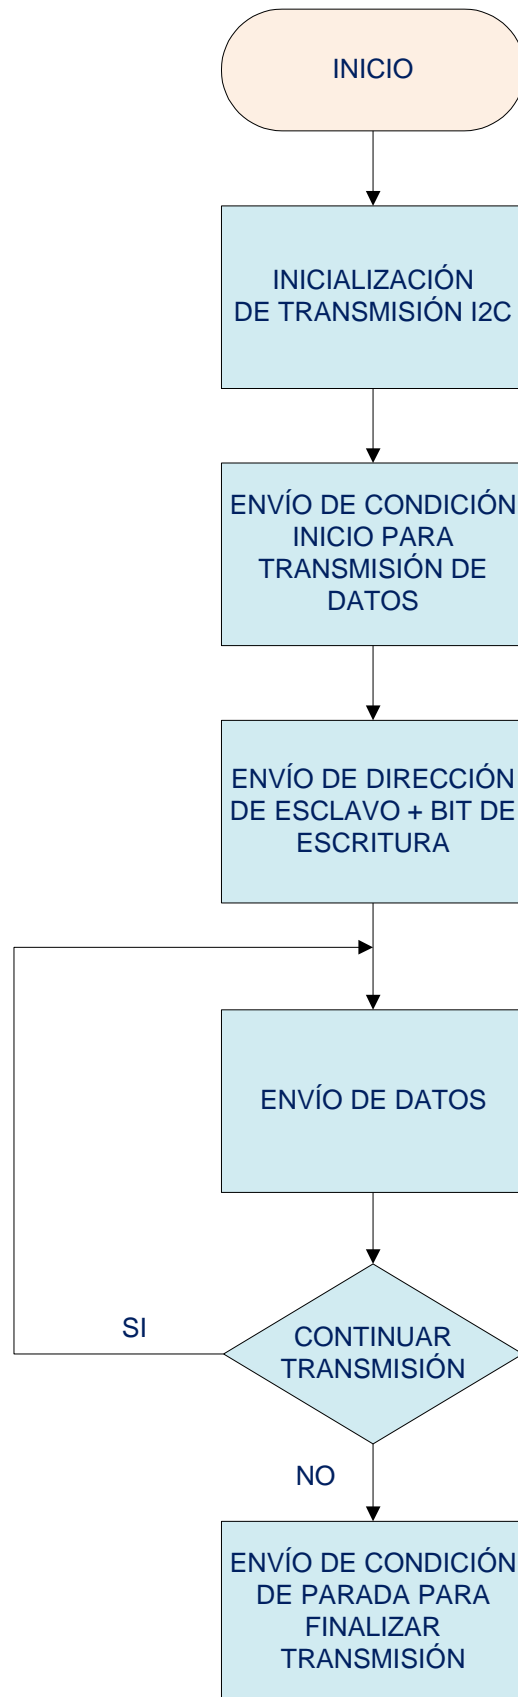 INICIO
INICIALIZACIÓN
DE TRANSMISIÓN I2C
ENVÍO DE CONDICIÓN
INICIO PARA
TRANSMISIÓN DE
DATOS
ENVÍO DE DIRECCIÓN
DE ESCLAVO + BIT DE
ESCRITURA
ENVÍO DE DATOS
SI
CONTINUAR
TRANSMISIÓN
NO
ENVÍO DE CONDICIÓN
DE PARADA PARA
FINALIZAR
TRANSMISIÓN